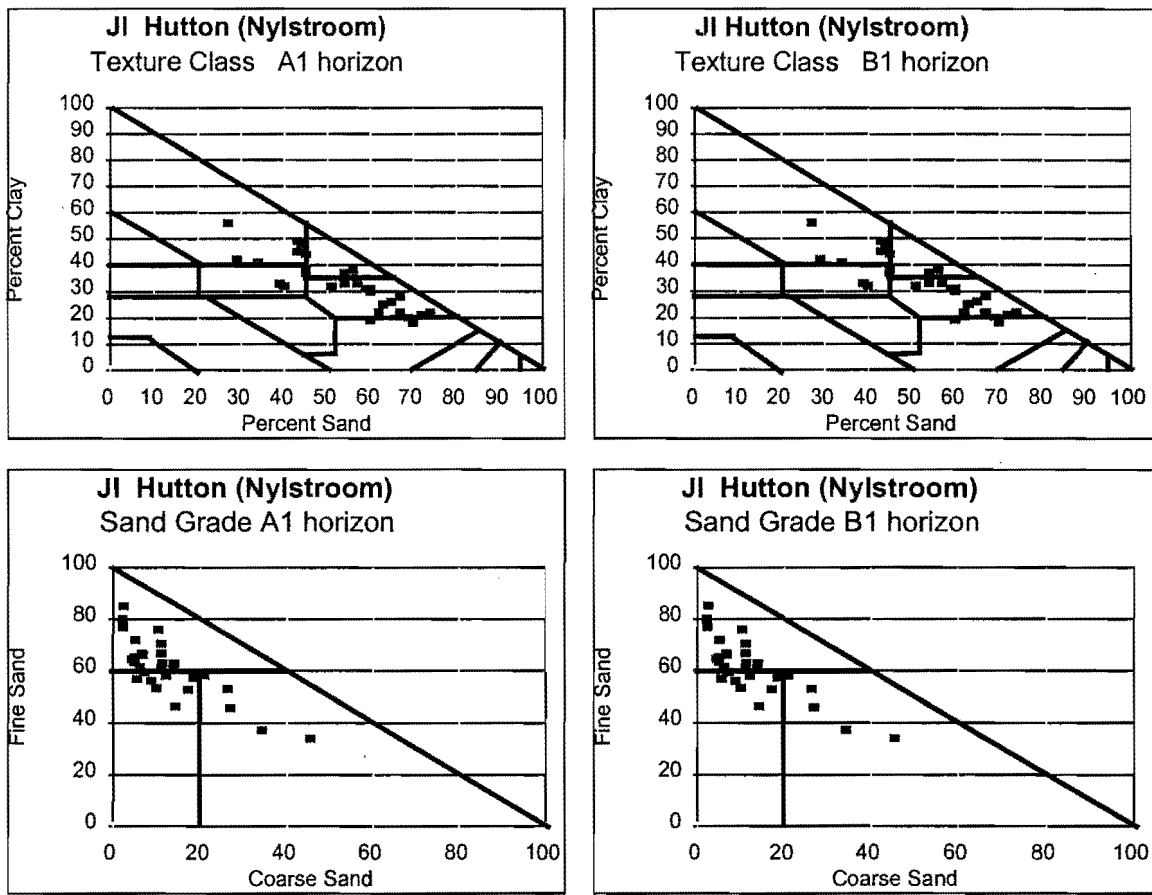 JI Hutton (Nylstroom)
Texture Class A1 horizon
Percent Clay
100
90
80
70
60
50
40
30
20
10
0
0 10 20 30 40 50 60 70 80 90 100
Percent Sand
JI Hutton (Nylstroom)
Texture Class B1 horizon
Percent Clay
100
90
80
70
60
50
40
30
20
10
0
0 10 20 30 40 50 60 70 80 90 100
Percent Sand
JI Hutton (Nylstroom)
Sand Grade A1 horizon
Fine Sand
100
80
60
40
20
0
0 20 40 60 80 100
Coarse Sand
JI Hutton (Nylstroom)
Sand Grade B1 horizon
Fine Sand
100
80
60
40
20
0
0 20 40 60 80 100
Coarse Sand